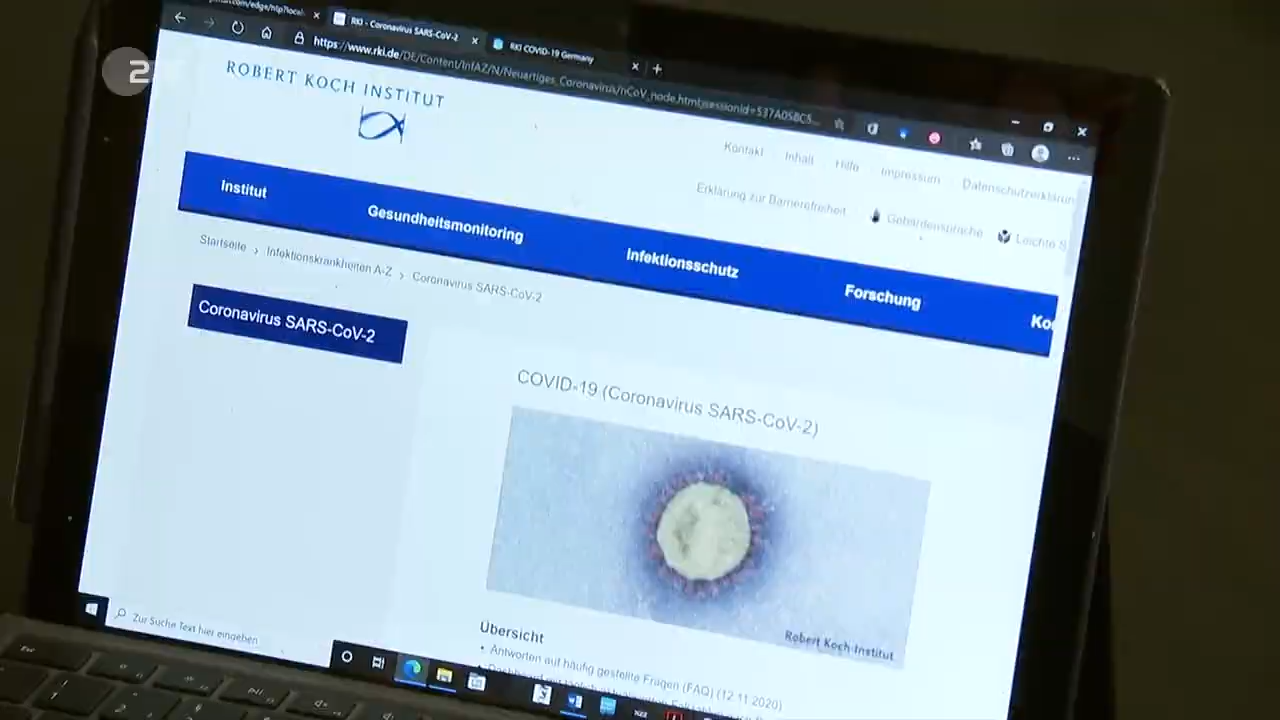 RKI - Coronavirus SARS-CoV-2
RKI COVID-19 Germany
https://www.rki.de/DE/Content/InfAZ/N/Neuartiges_Coronavirus/nCoV_node.html
ROBERT KOCH INSTITUT
Kontakt Inhalt Hilfe Impressum Datenschutzerklärun
Erklärung zur Barrierefreiheit Gebärdensprache Leichte S
Institut Gesundheitsmonitoring Infektionsschutz Forschung Ko
Startseite > Infektionskrankheiten A-Z > Coronavirus SARS-CoV-2
Coronavirus SARS-CoV-2
COVID-19 (Coronavirus SARS-CoV-2)
Robert Koch Institut
Übersicht
• Antworten auf häufig gestellte Fragen (FAQ) (12.11.2020)
Zur Suche Text hier eingeben